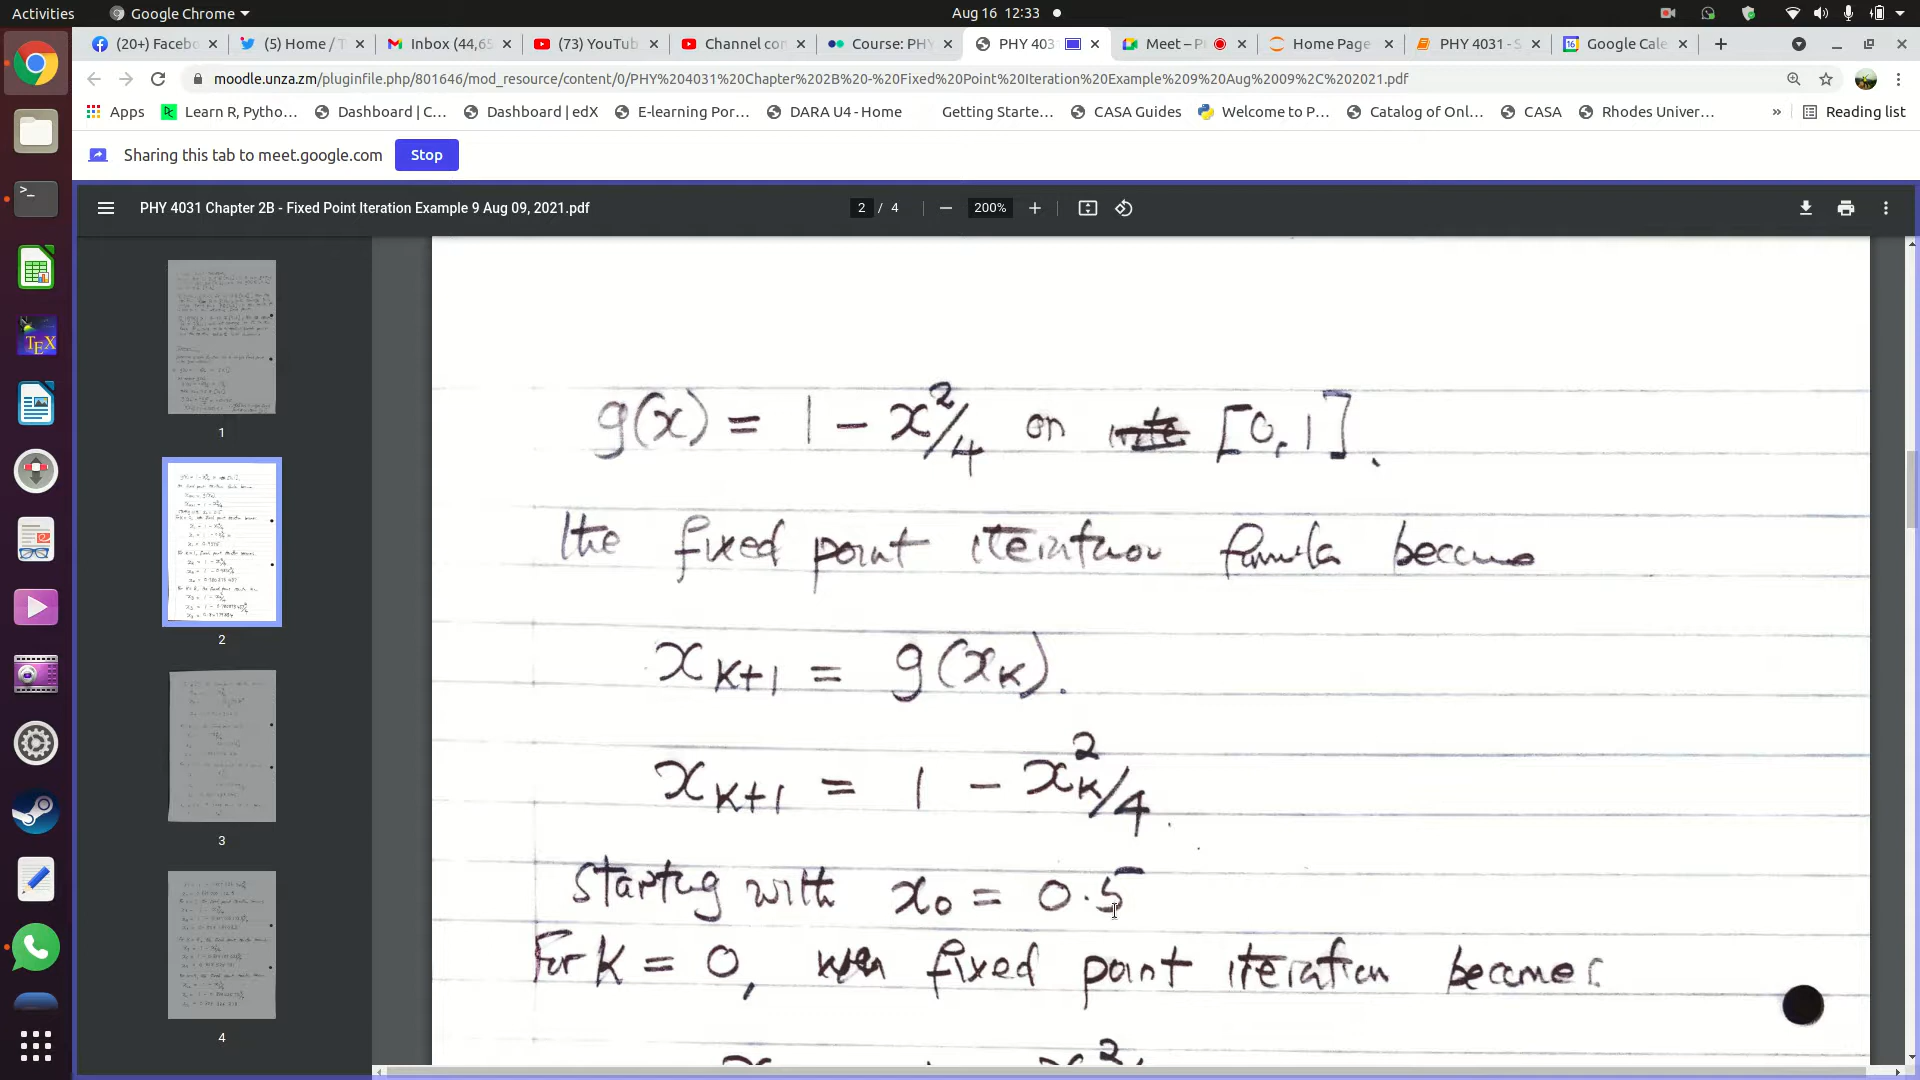 Activities
Google Chrome
Aug 16 12:33
(20+) Facebo
(5) Home / T
Inbox (44,65
(73) YouTub
Channel con
Course: PHY
PHY 4031
Meet – P
Home Page
PHY 4031 - S
Google Cale
moodle.unza.zm/pluginfile.php/801646/mod_resource/content/0/PHY%204031%20Chapter%202B%20-%20Fixed%20Point%20Iteration%20Example%209%20Aug%2009%2C%202021.pdf
Apps
Learn R, Pytho...
Dashboard | C...
Dashboard | edX
E-learning Por...
DARA U4 - Home
Getting Starte...
CASA Guides
Welcome to P...
Catalog of Onl...
CASA
Rhodes Univer...
»
Reading list
Sharing this tab to meet.google.com
Stop
PHY 4031 Chapter 2B - Fixed Point Iteration Example 9 Aug 09, 2021.pdf
2 / 4
200%
1
2
3
4
g(x) = 1 - x²/4 on [0, 1].
The fixed point iteration formula become
x_{K+1} = g(x_K).
x_{K+1} = 1 - x_K²/4.
Starting with x₀ = 0.5
For K = 0, fixed point iteration becomes